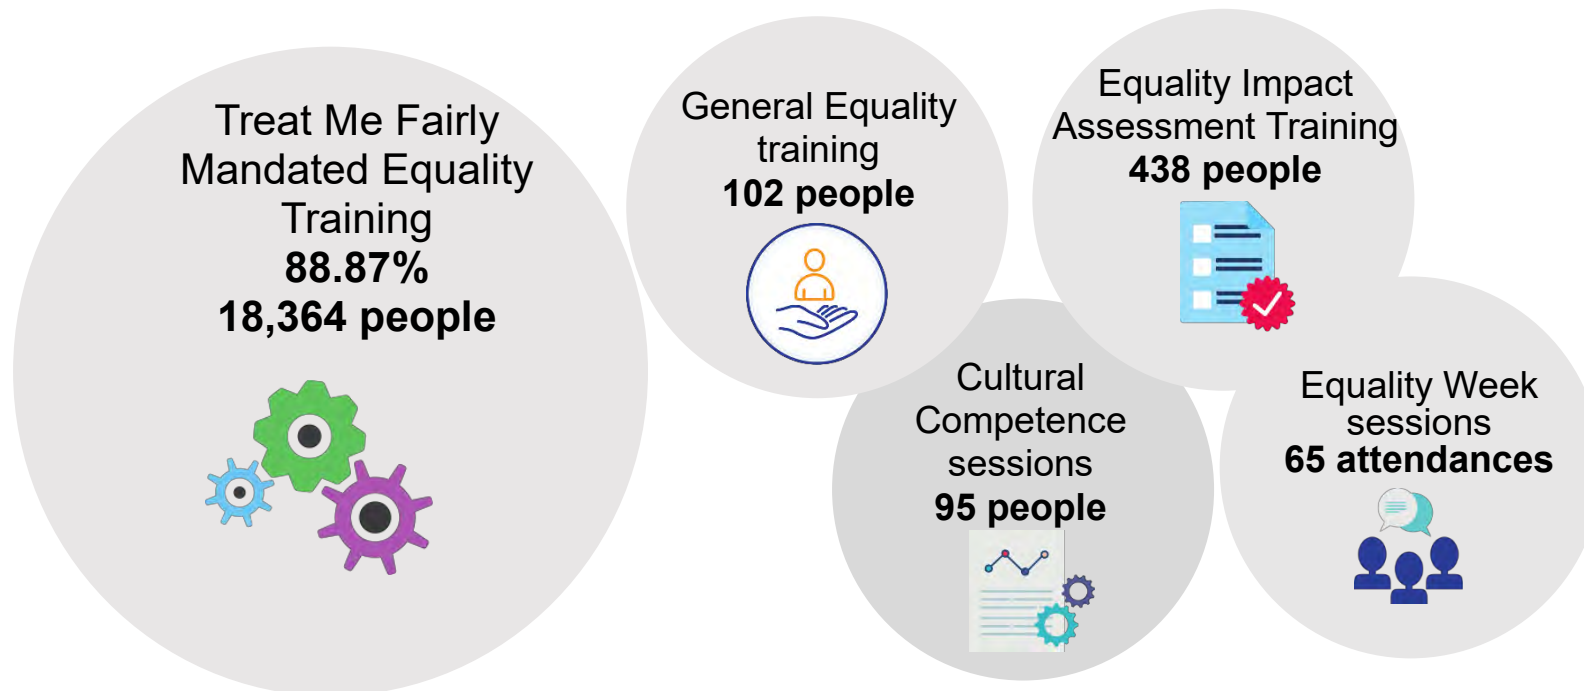 Treat Me Fairly
Mandated Equality
Training
88.87%
18,364 people
General Equality
training
102 people
Equality Impact
Assessment Training
438 people
Cultural
Competence
sessions
95 people
Equality Week
sessions
65 attendances